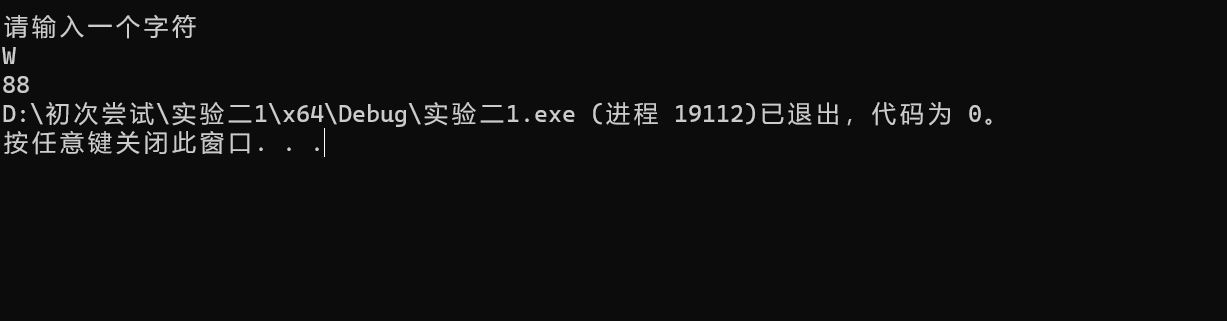 请输入一个字符
W
88
D:\初次尝试\实验二1\x64\Debug\实验二1.exe (进程 19112)已退出，代码为 0。
按任意键关闭此窗口. . .